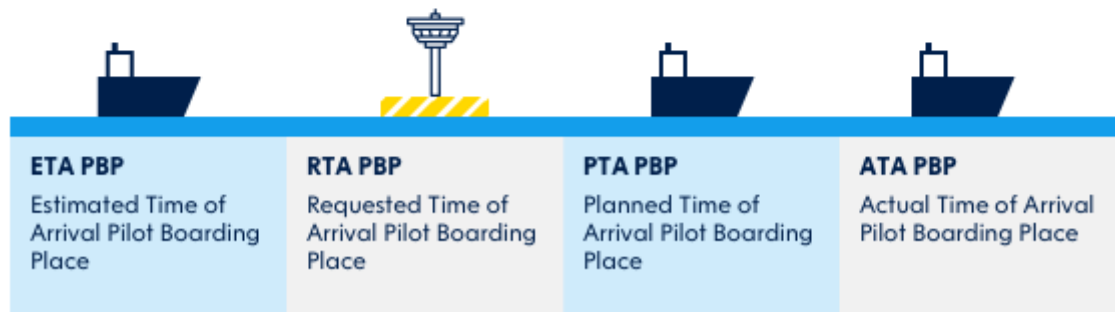 ETA PBP
Estimated Time of
Arrival Pilot Boarding
Place
RTA PBP
Requested Time of
Arrival Pilot Boarding
Place
PTA PBP
Planned Time of
Arrival Pilot Boarding
Place
ATA PBP
Actual Time of Arrival
Pilot Boarding Place